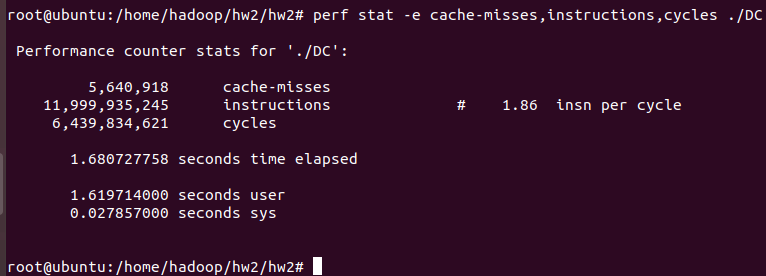 root@ubuntu:/home/hadoop/hw2/hw2# perf stat -e cache-misses,instructions,cycles ./DC
Performance counter stats for './DC':
5,640,918      cache-misses
11,999,935,245      instructions              #    1.86  insn per cycle
6,439,834,621      cycles
1.680727758 seconds time elapsed
1.619714000 seconds user
0.027857000 seconds sys
root@ubuntu:/home/hadoop/hw2/hw2#